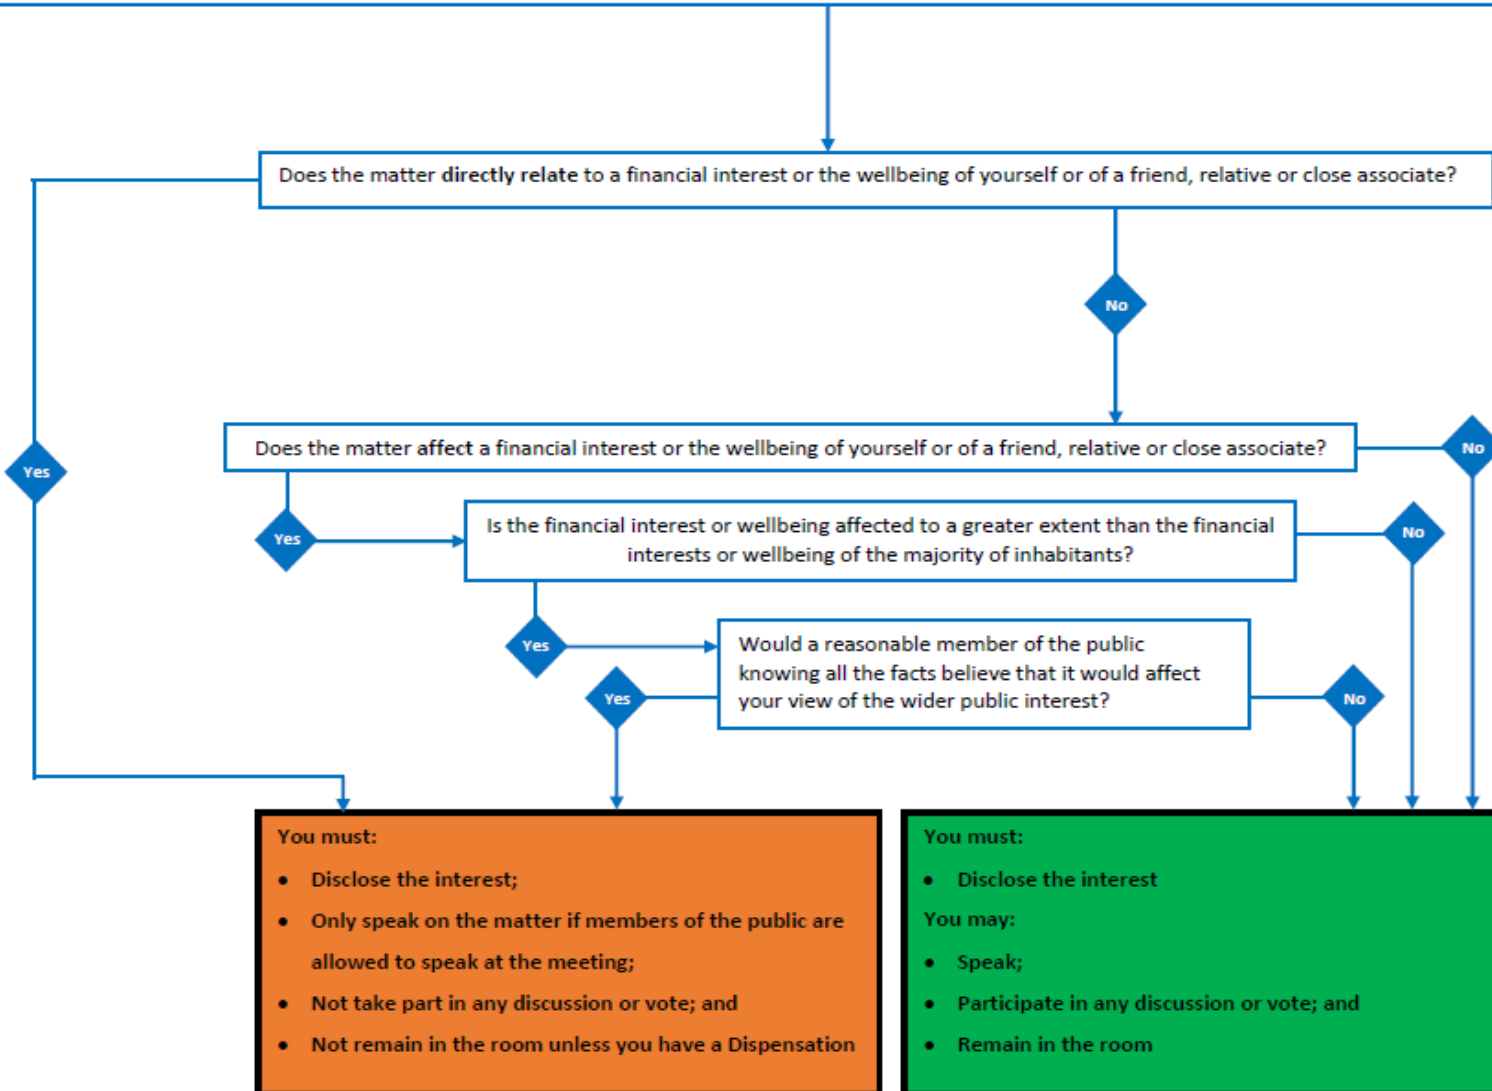 Does the matter directly relate to a financial interest or the wellbeing of yourself or of a friend, relative or close associate?
No
Yes
Does the matter affect a financial interest or the wellbeing of yourself or of a friend, relative or close associate?
No
Yes
Is the financial interest or wellbeing affected to a greater extent than the financial
interests or wellbeing of the majority of inhabitants?
No
Yes
Would a reasonable member of the public
knowing all the facts believe that it would affect
your view of the wider public interest?
Yes
No
You must:
• Disclose the interest;
• Only speak on the matter if members of the public are
allowed to speak at the meeting;
• Not take part in any discussion or vote; and
• Not remain in the room unless you have a Dispensation
You must:
• Disclose the interest
You may:
• Speak;
• Participate in any discussion or vote; and
• Remain in the room